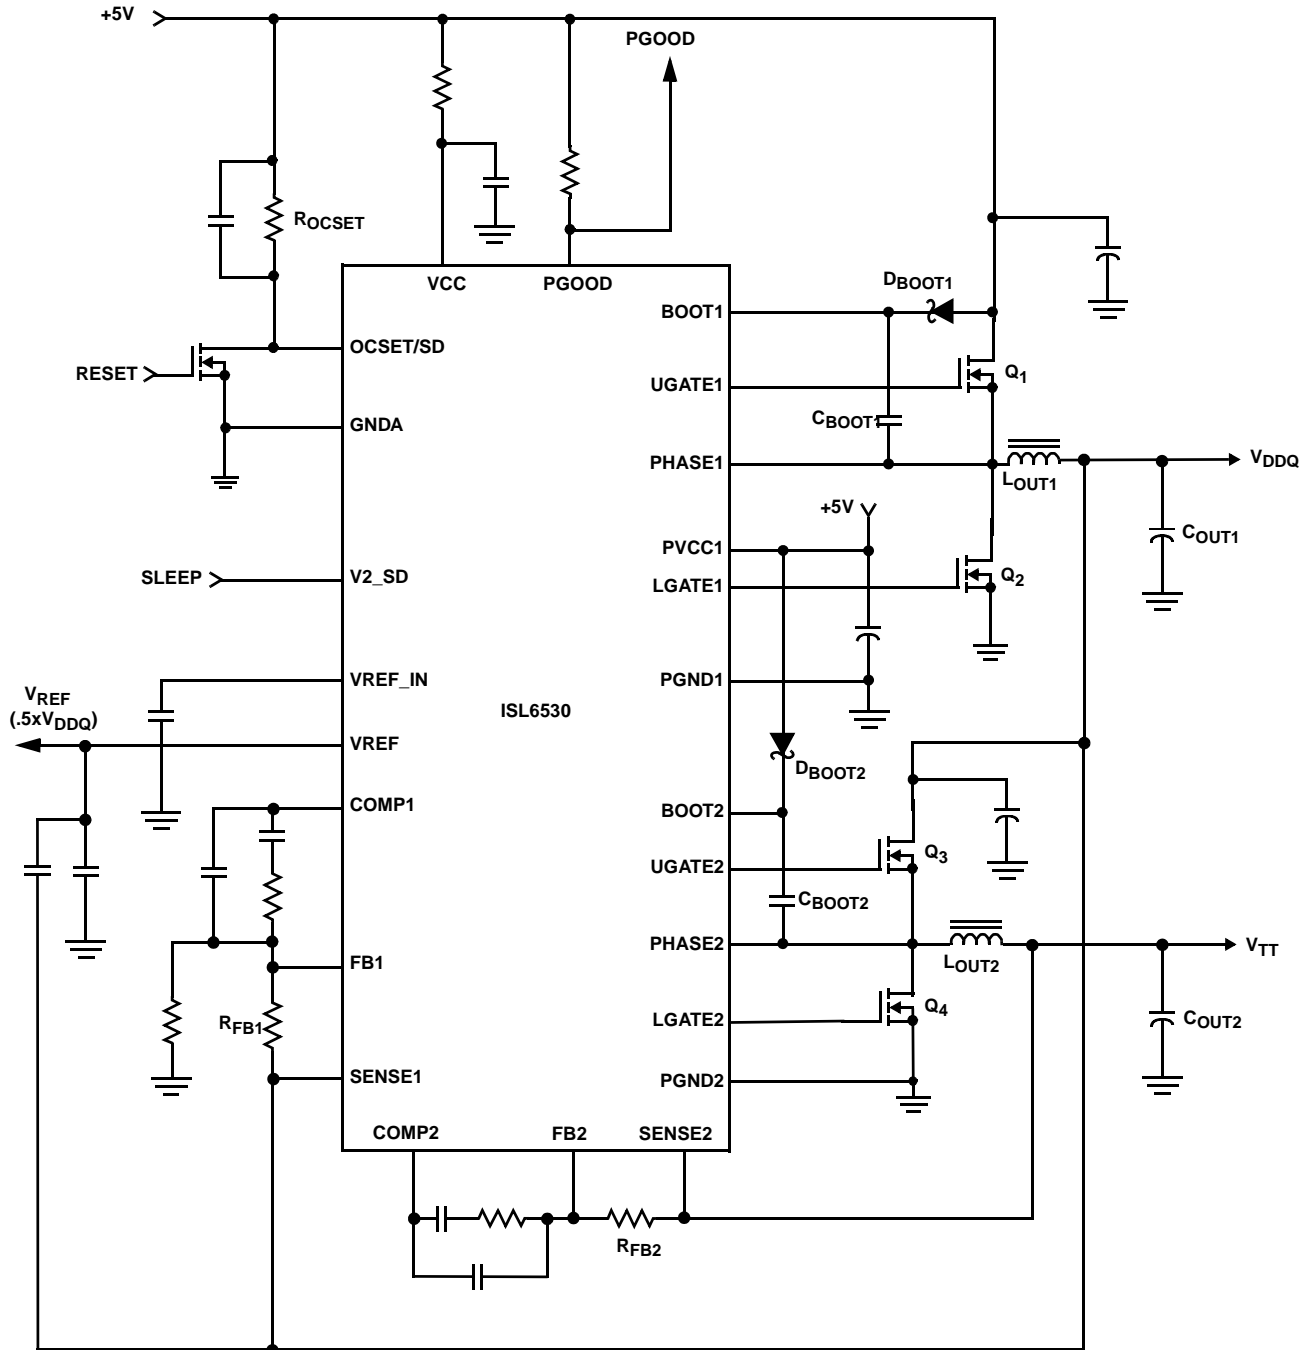 +5V
PGOOD
ROCSET
VCC
PGOOD
DBOOT1
BOOT1
OCSET/SD
RESET
UGATE1
Q1
CBOOT1
GNDA
PHASE1
VDDQ
LOUT1
+5V
COUT1
PVCC1
SLEEP
V2_SD
LGATE1
Q2
VREF_IN
PGND1
VREF
(.5xVDDQ)
ISL6530
VREF
DBOOT2
COMP1
BOOT2
Q3
UGATE2
CBOOT2
PHASE2
VTT
FB1
LOUT2
RFB1
LGATE2
Q4
COUT2
SENSE1
PGND2
COMP2
FB2
SENSE2
RFB2